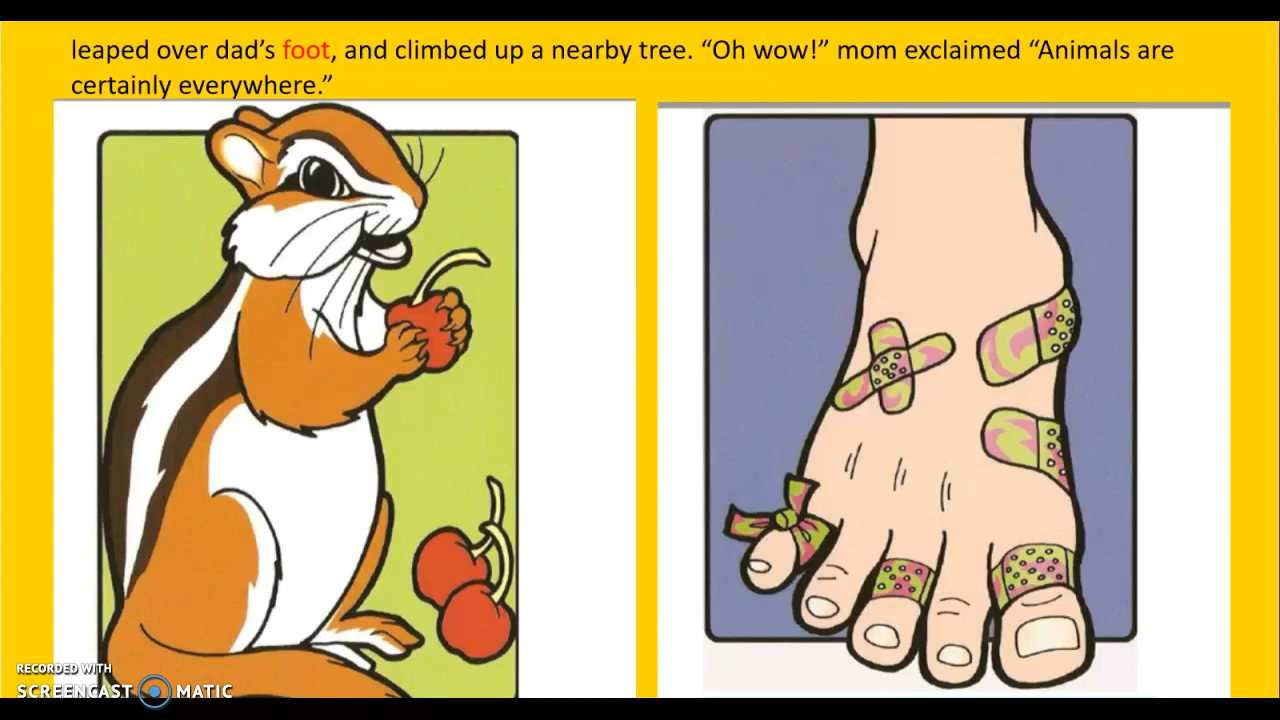 leaped over dad’s foot, and climbed up a nearby tree. “Oh wow!” mom exclaimed “Animals are
certainly everywhere.”
RECORDED WITH
SCREENCAST MATIC